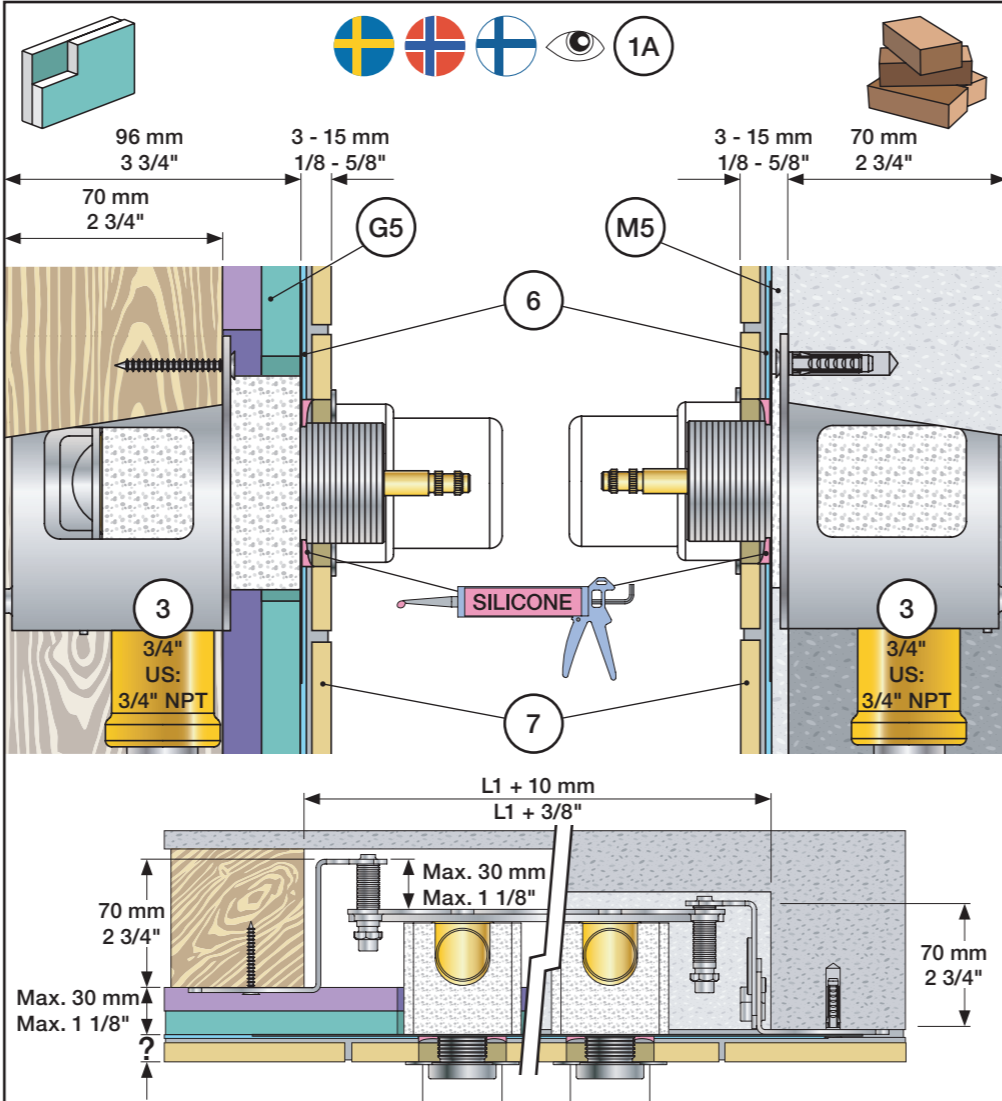 1A
96 mm
3 3/4"
3 - 15 mm
1/8 - 5/8"
3 - 15 mm
1/8 - 5/8"
70 mm
2 3/4"
70 mm
2 3/4"
G5
M5
6
3
3/4"
US:
3/4" NPT
SILICONE
3
3/4"
US:
3/4" NPT
7
L1 + 10 mm
L1 + 3/8"
Max. 30 mm
Max. 1 1/8"
70 mm
2 3/4"
70 mm
2 3/4"
Max. 30 mm
Max. 1 1/8"
?